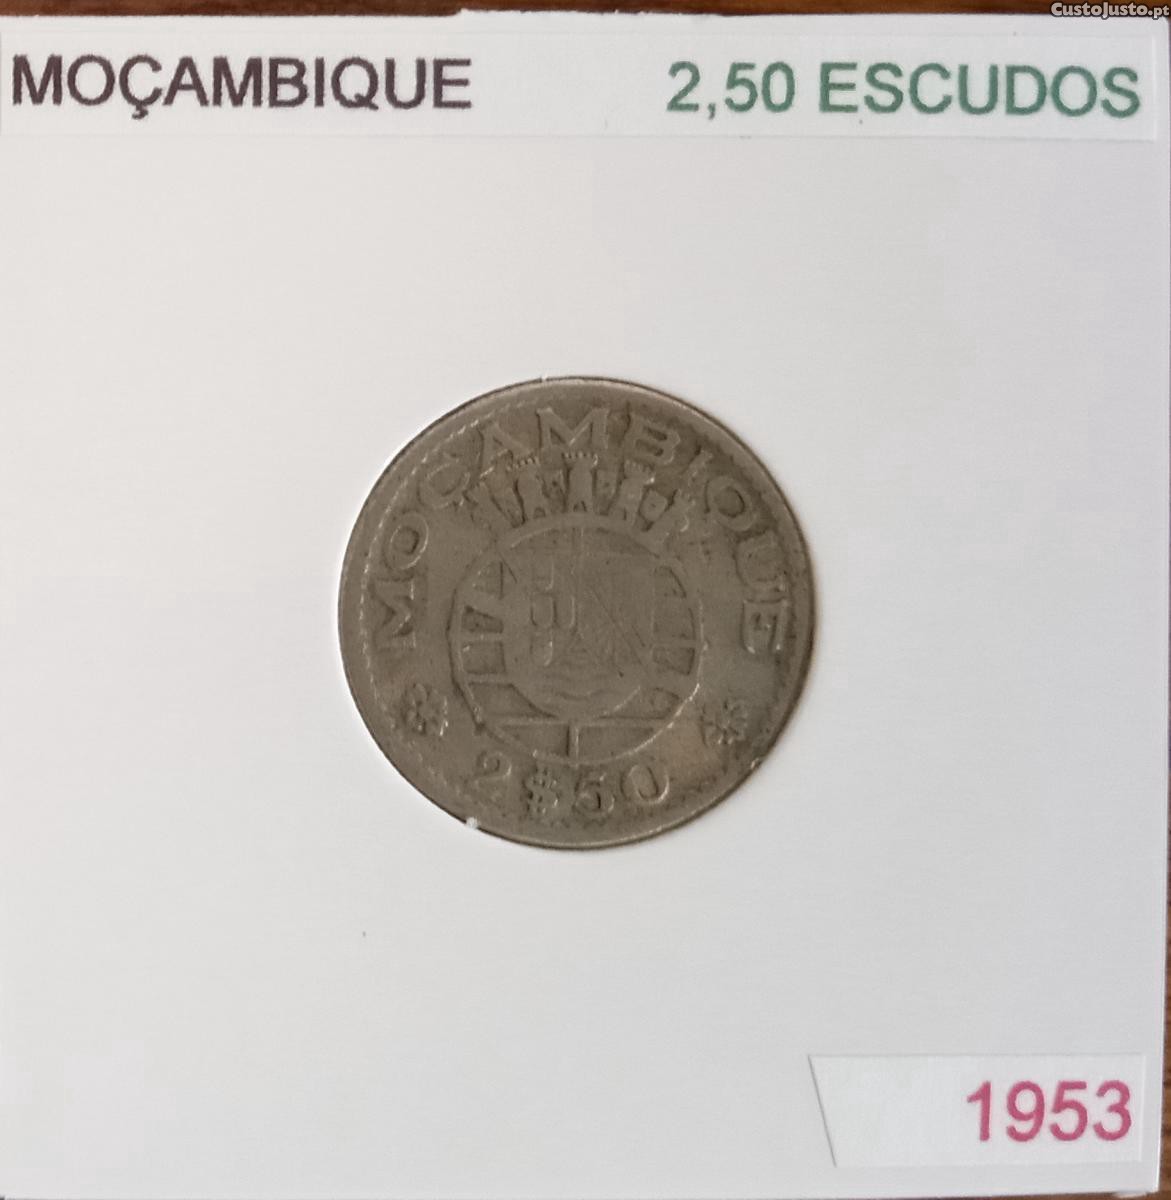 CustoJusto.pt
MOÇAMBIQUE 2,50 ESCUDOS
MOÇAMBIQUE
2$50
1953